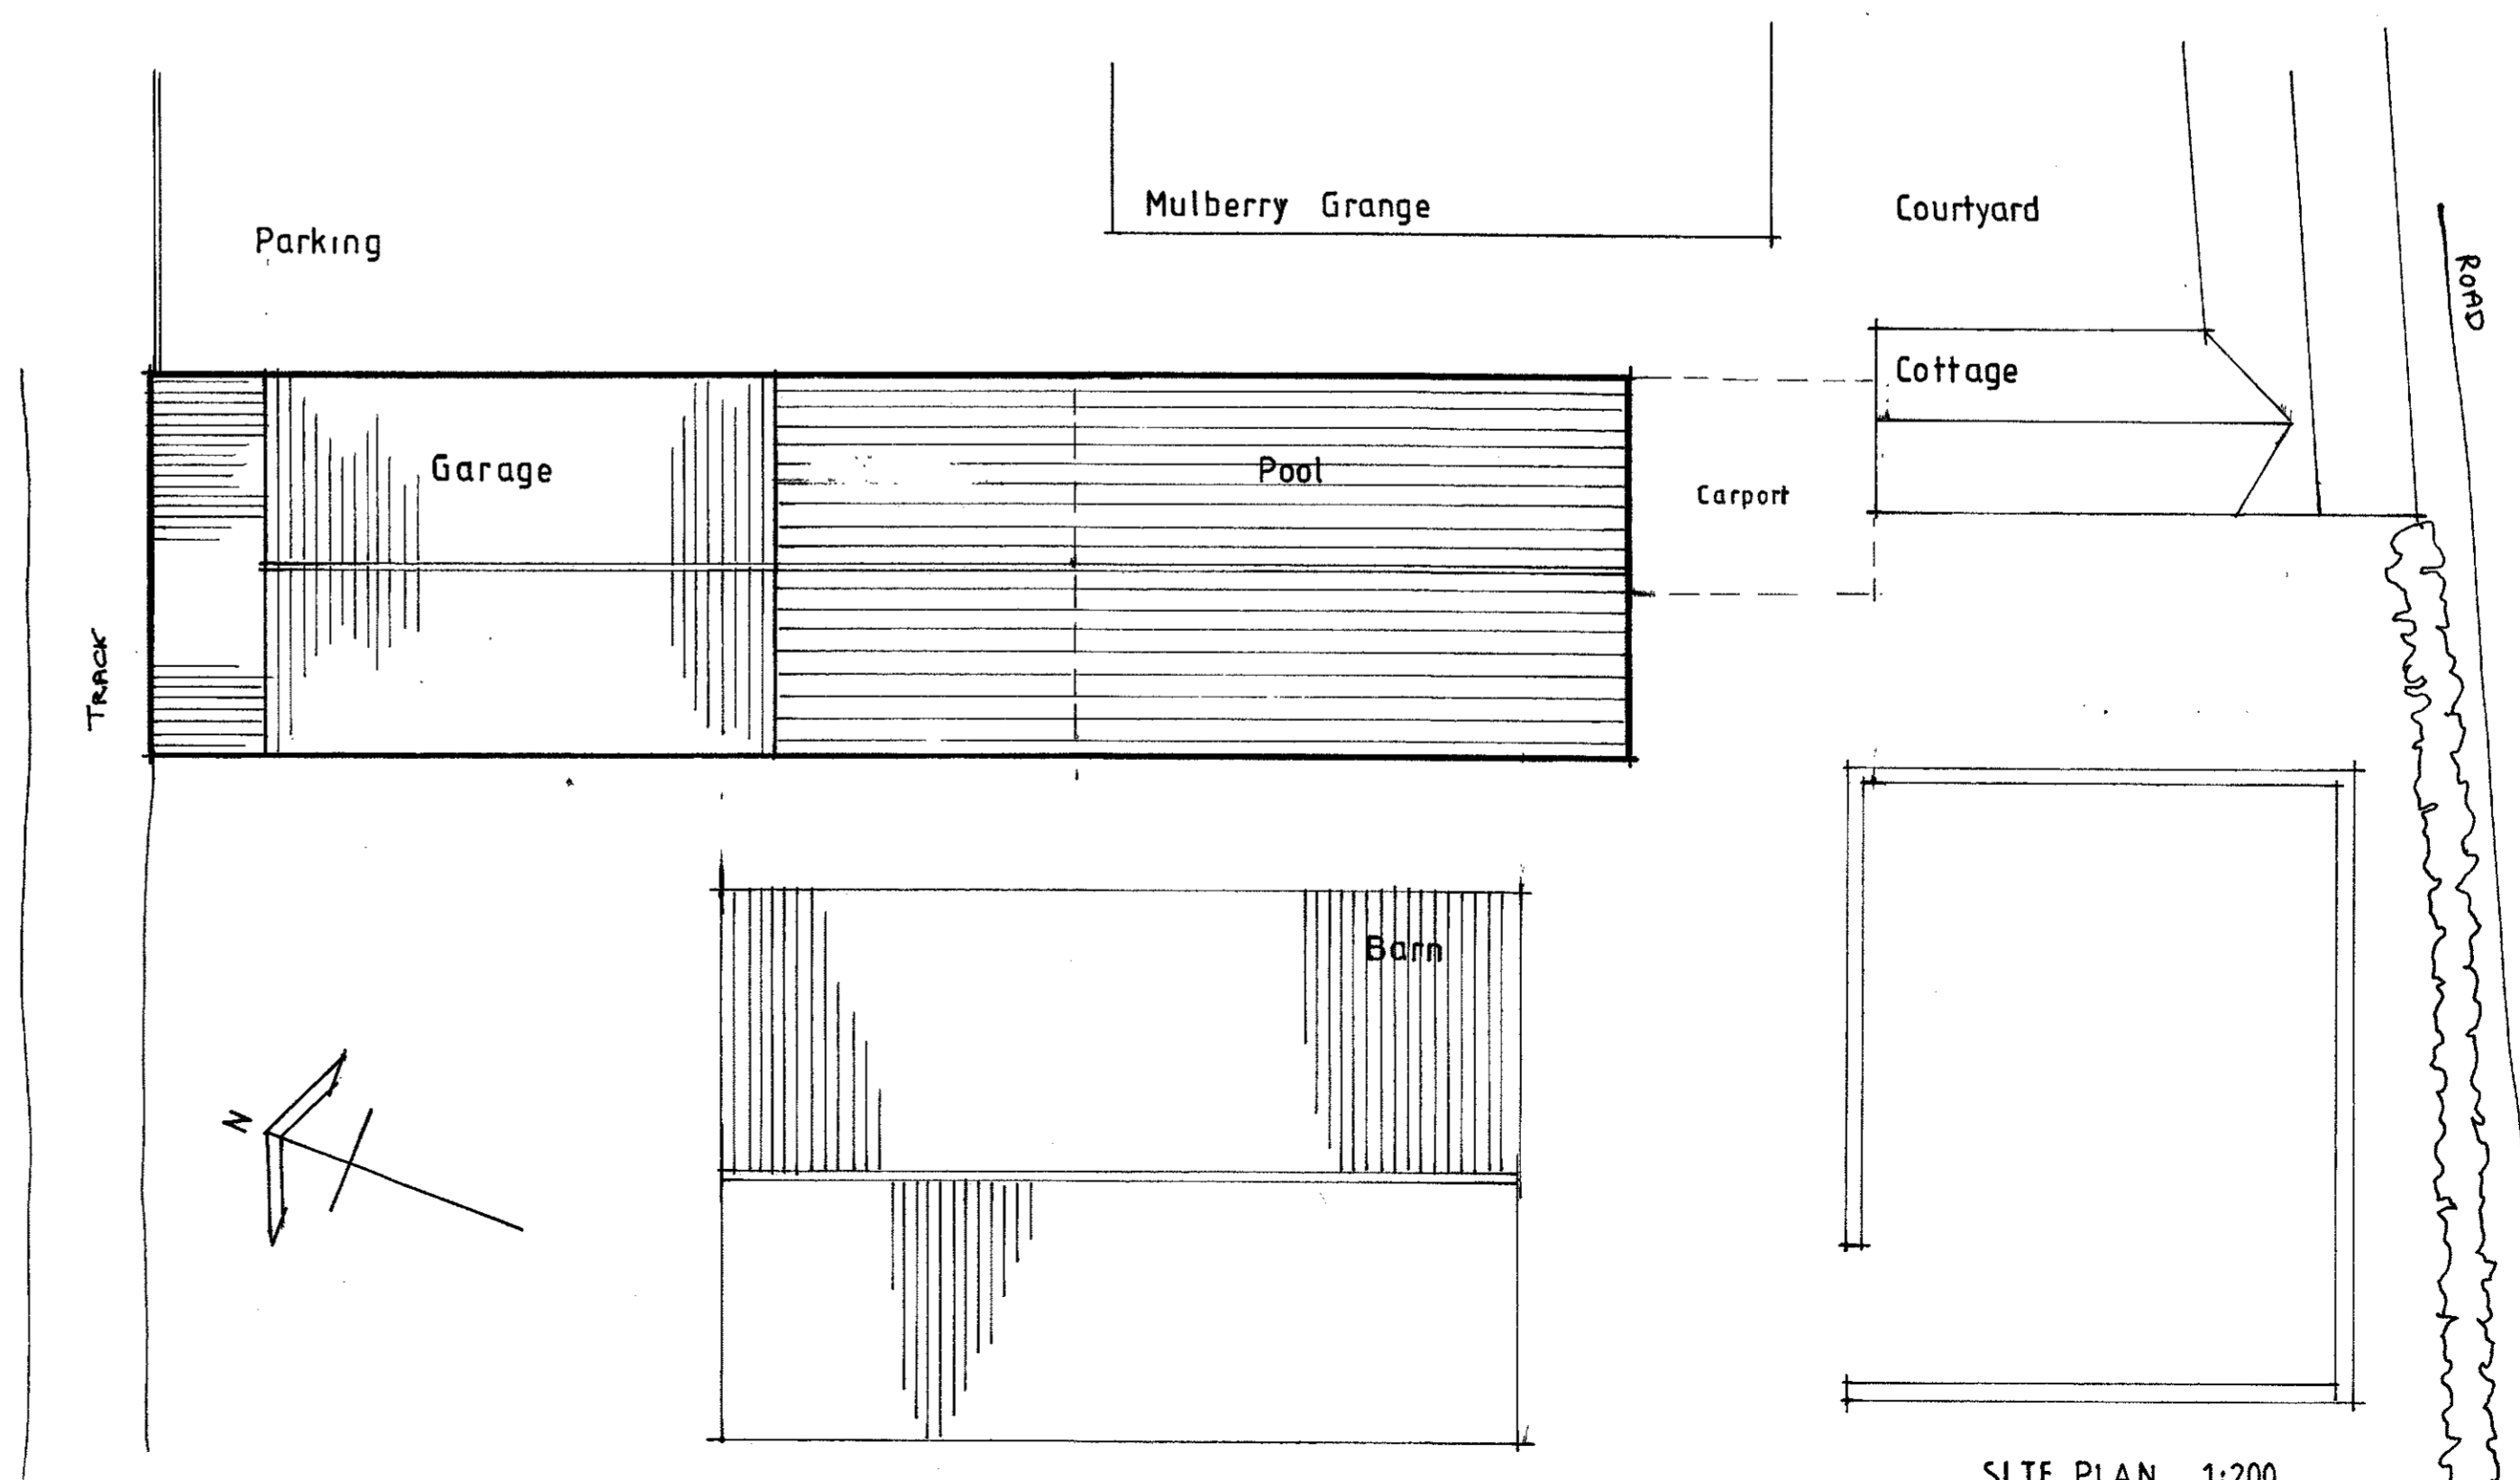 Mulberry Grange
Courtyard
Parking
ROAD
Cottage
Garage
Pool
Carport
TRACK
Barn
N
SITE PLAN 1:200